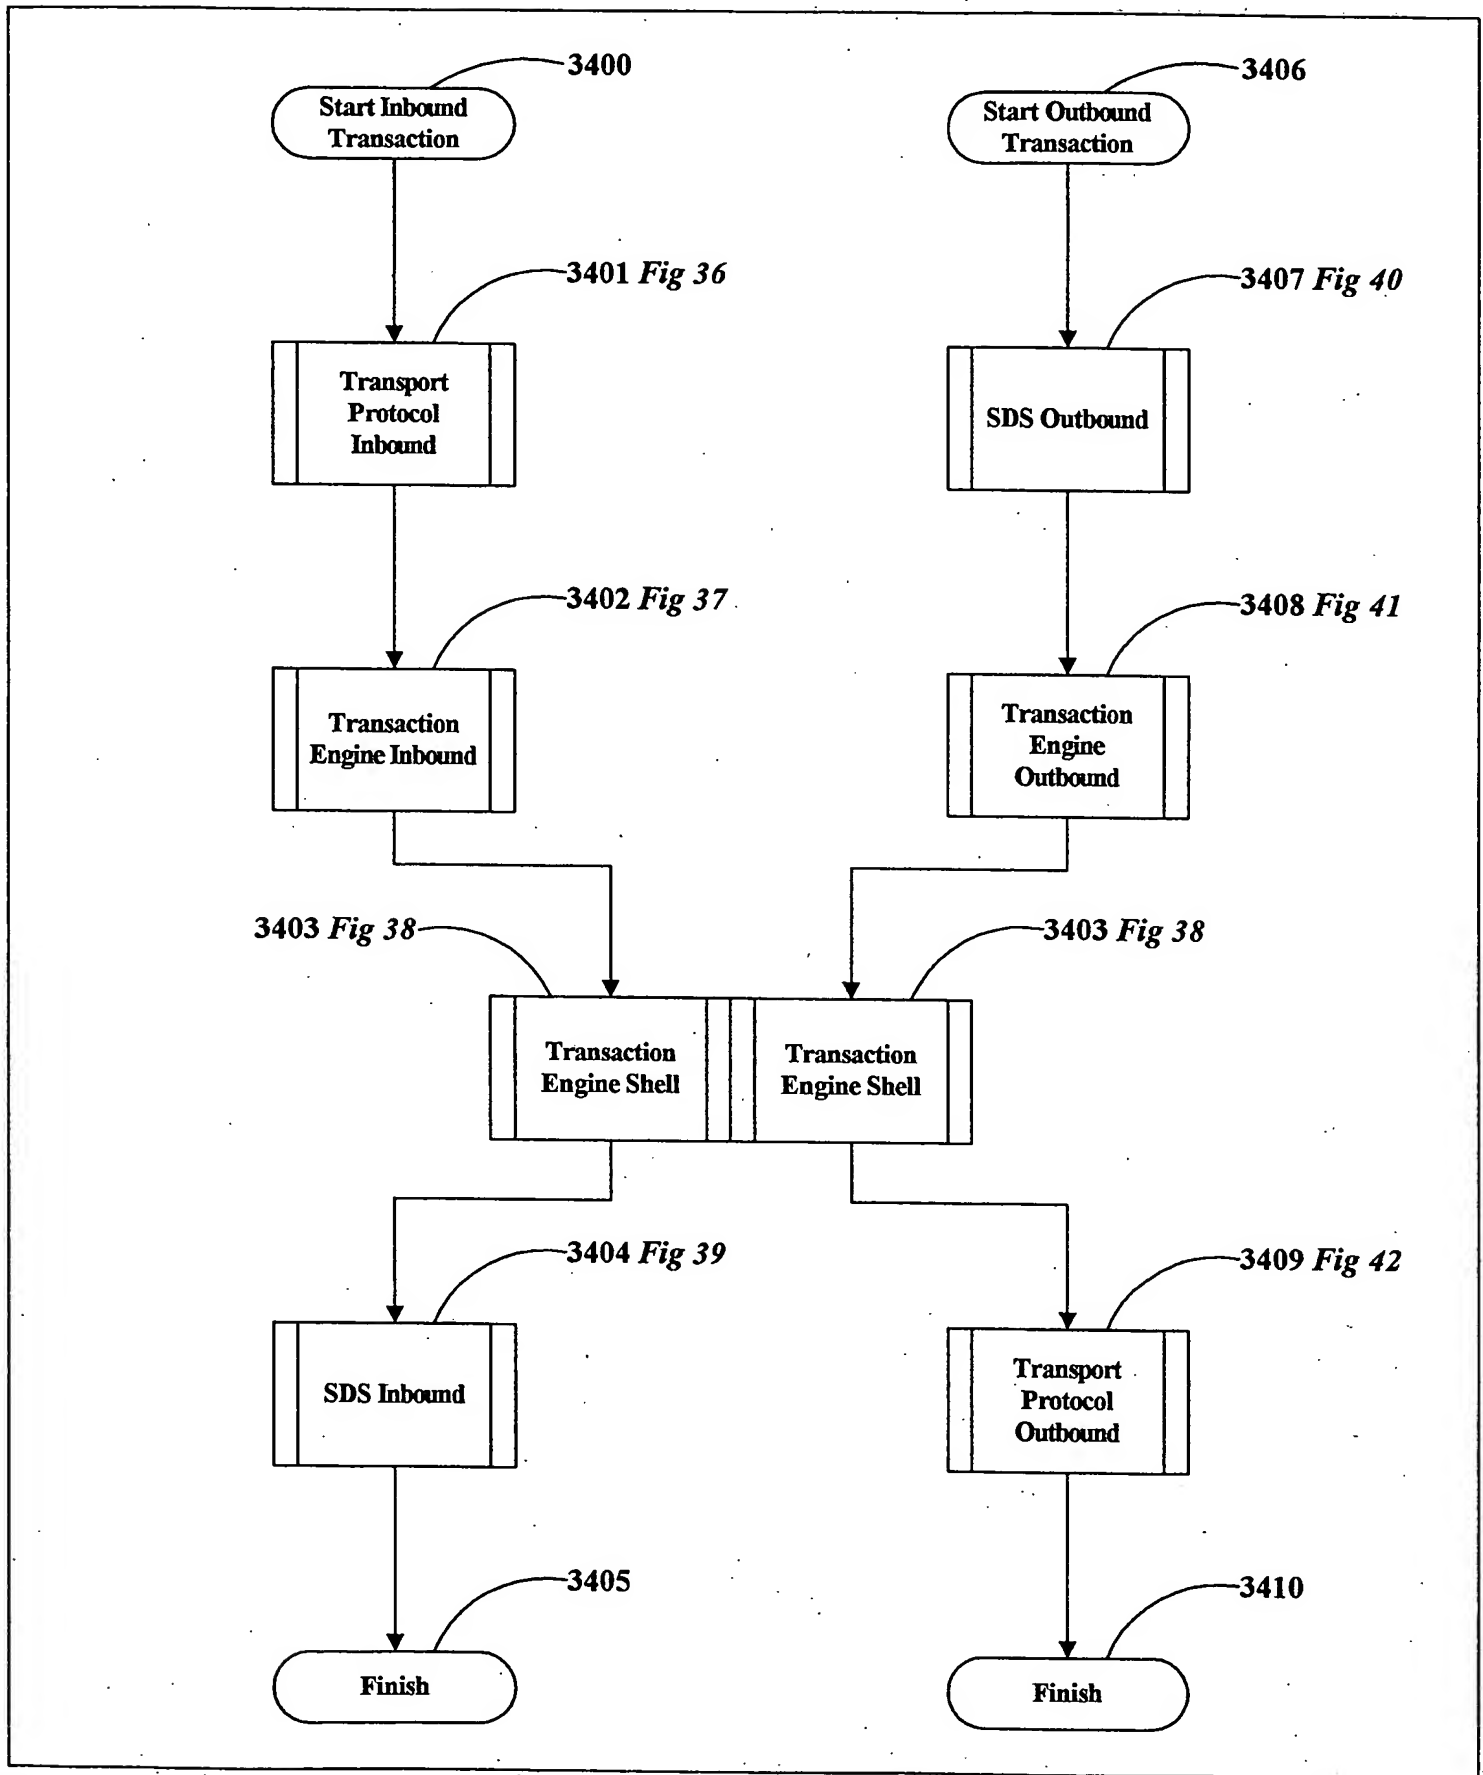 3400
Start Inbound
Transaction
3401 Fig 36
Transport
Protocol
Inbound
3402 Fig 37
Transaction
Engine Inbound
3403 Fig 38
Transaction
Engine Shell
3404 Fig 39
SDS Inbound
3405
Finish
3406
Start Outbound
Transaction
3407 Fig 40
SDS Outbound
3408 Fig 41
Transaction
Engine
Outbound
3403 Fig 38
Transaction
Engine Shell
3409 Fig 42
Transport
Protocol
Outbound
3410
Finish